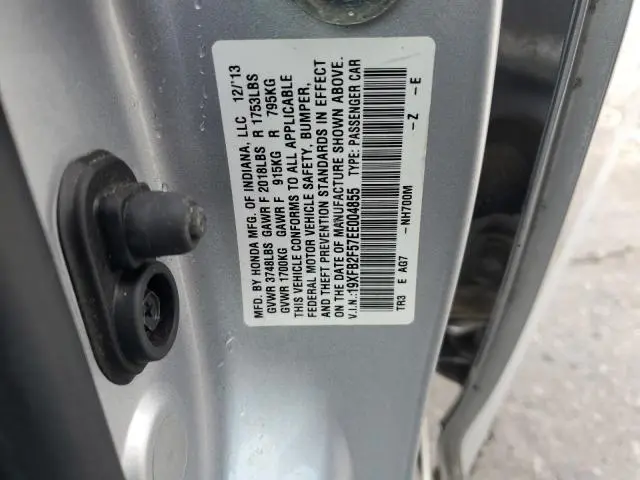 MFD. BY HONDA MFG. OF INDIANA, LLC 12/'13
GVWR 3748LBS GAWR F 2018LBS R 1753LBS
GVWR 1700KG GAWR F 915KG R 795KG
THIS VEHICLE CONFORMS TO ALL APPLICABLE
FEDERAL MOTOR VEHICLE SAFETY, BUMPER,
AND THEFT PREVENTION STANDARDS IN EFFECT
ON THE DATE OF MANUFACTURE SHOWN ABOVE.
V.I.N.:19XFB2F57EE004855 TYPE: PASSENGER CAR
TR3 E AG7 -NH700M -Z -E